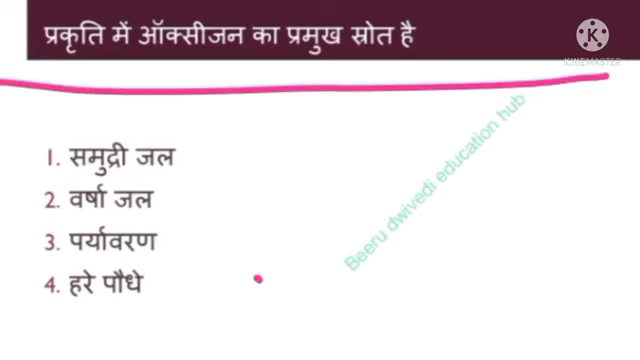 प्रकृति में ऑक्सीजन का प्रमुख स्रोत है
K
KINEMASTER
1. समुद्री जल
2. वर्षा जल
3. पर्यावरण
4. हरे पौधे
Beeru dwivedi education hub